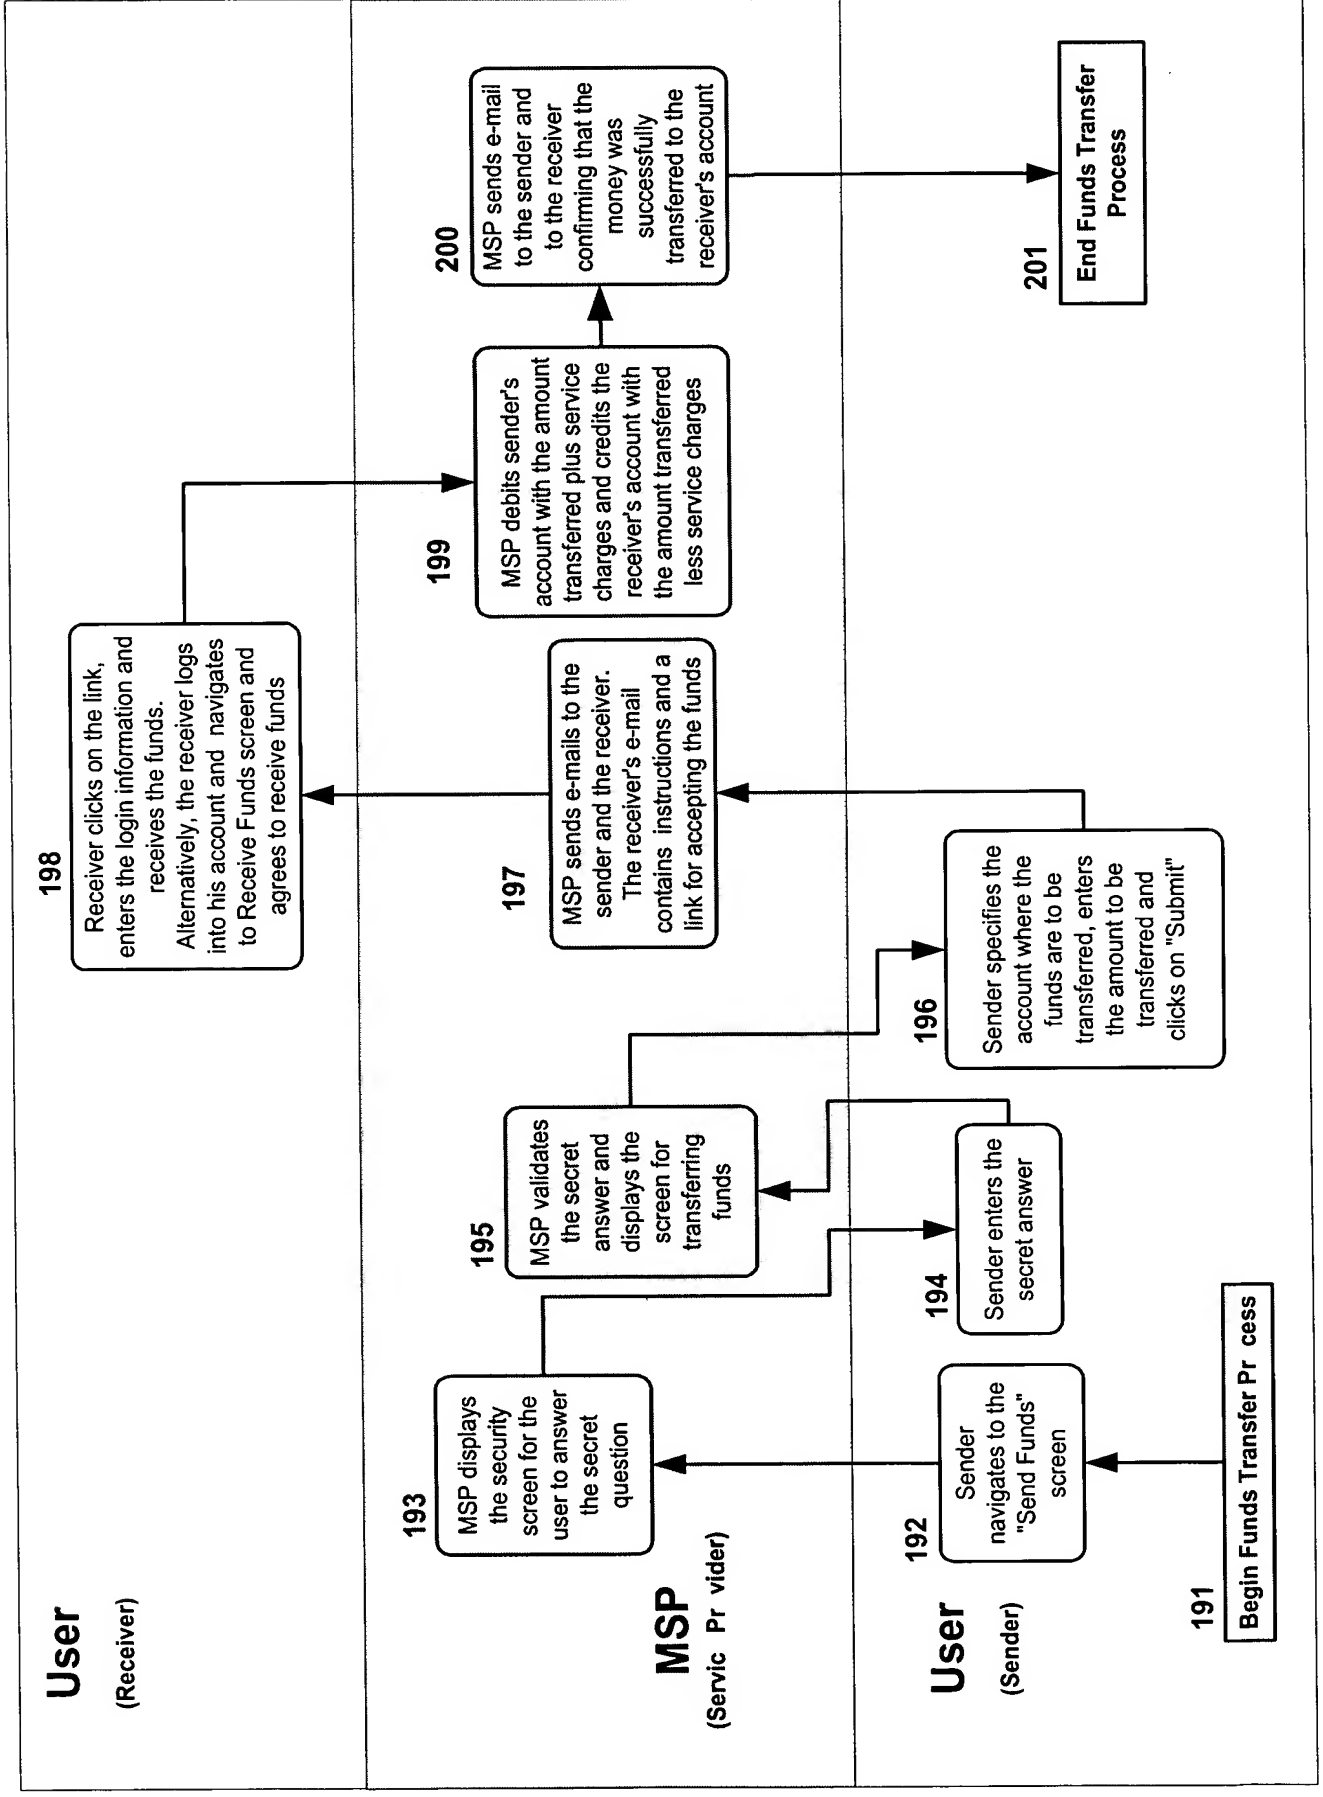 User
(Receiver)
198
Receiver clicks on the link,
enters the login information and
receives the funds.
Alternatively, the receiver logs
into his account and navigates
to Receive Funds screen and
agrees to receive funds
MSP
(Servic Pr vider)
193
MSP displays
the security
screen for the
user to answer
the secret
question
195
MSP validates
the secret
answer and
displays the
screen for
transferring
funds
197
MSP sends e-mails to the
sender and the receiver.
The receiver's e-mail
contains instructions and a
link for accepting the funds
199
MSP debits sender's
account with the amount
transferred plus service
charges and credits the
receiver's account with
the amount transferred
less service charges
200
MSP sends e-mail
to the sender and
to the receiver
confirming that the
money was
successfully
transferred to the
receiver's account
User
(Sender)
191
Begin Funds Transfer Pr cess
192
Sender
navigates to the
"Send Funds"
screen
194
Sender enters the
secret answer
196
Sender specifies the
account where the
funds are to be
transferred, enters
the amount to be
transferred and
clicks on "Submit"
201
End Funds Transfer
Process